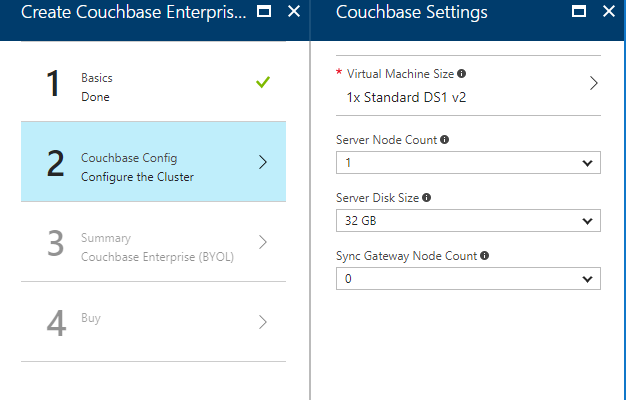 Create Couchbase Enterpris...
1
Basics
Done
2
Couchbase Config
Configure the Cluster
3
Summary
Couchbase Enterprise (BYOL)
4
Buy
Couchbase Settings
* Virtual Machine Size
1x Standard DS1 v2
Server Node Count
1
Server Disk Size
32 GB
Sync Gateway Node Count
0